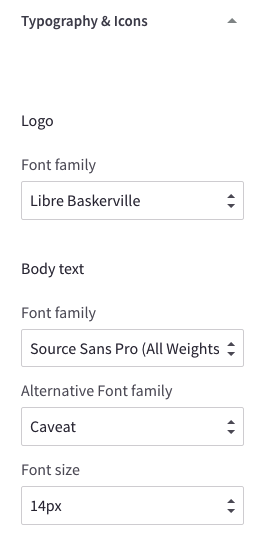 Typography & Icons
Logo
Font family
Libre Baskerville
Body text
Font family
Source Sans Pro (All Weights
Alternative Font family
Caveat
Font size
14px